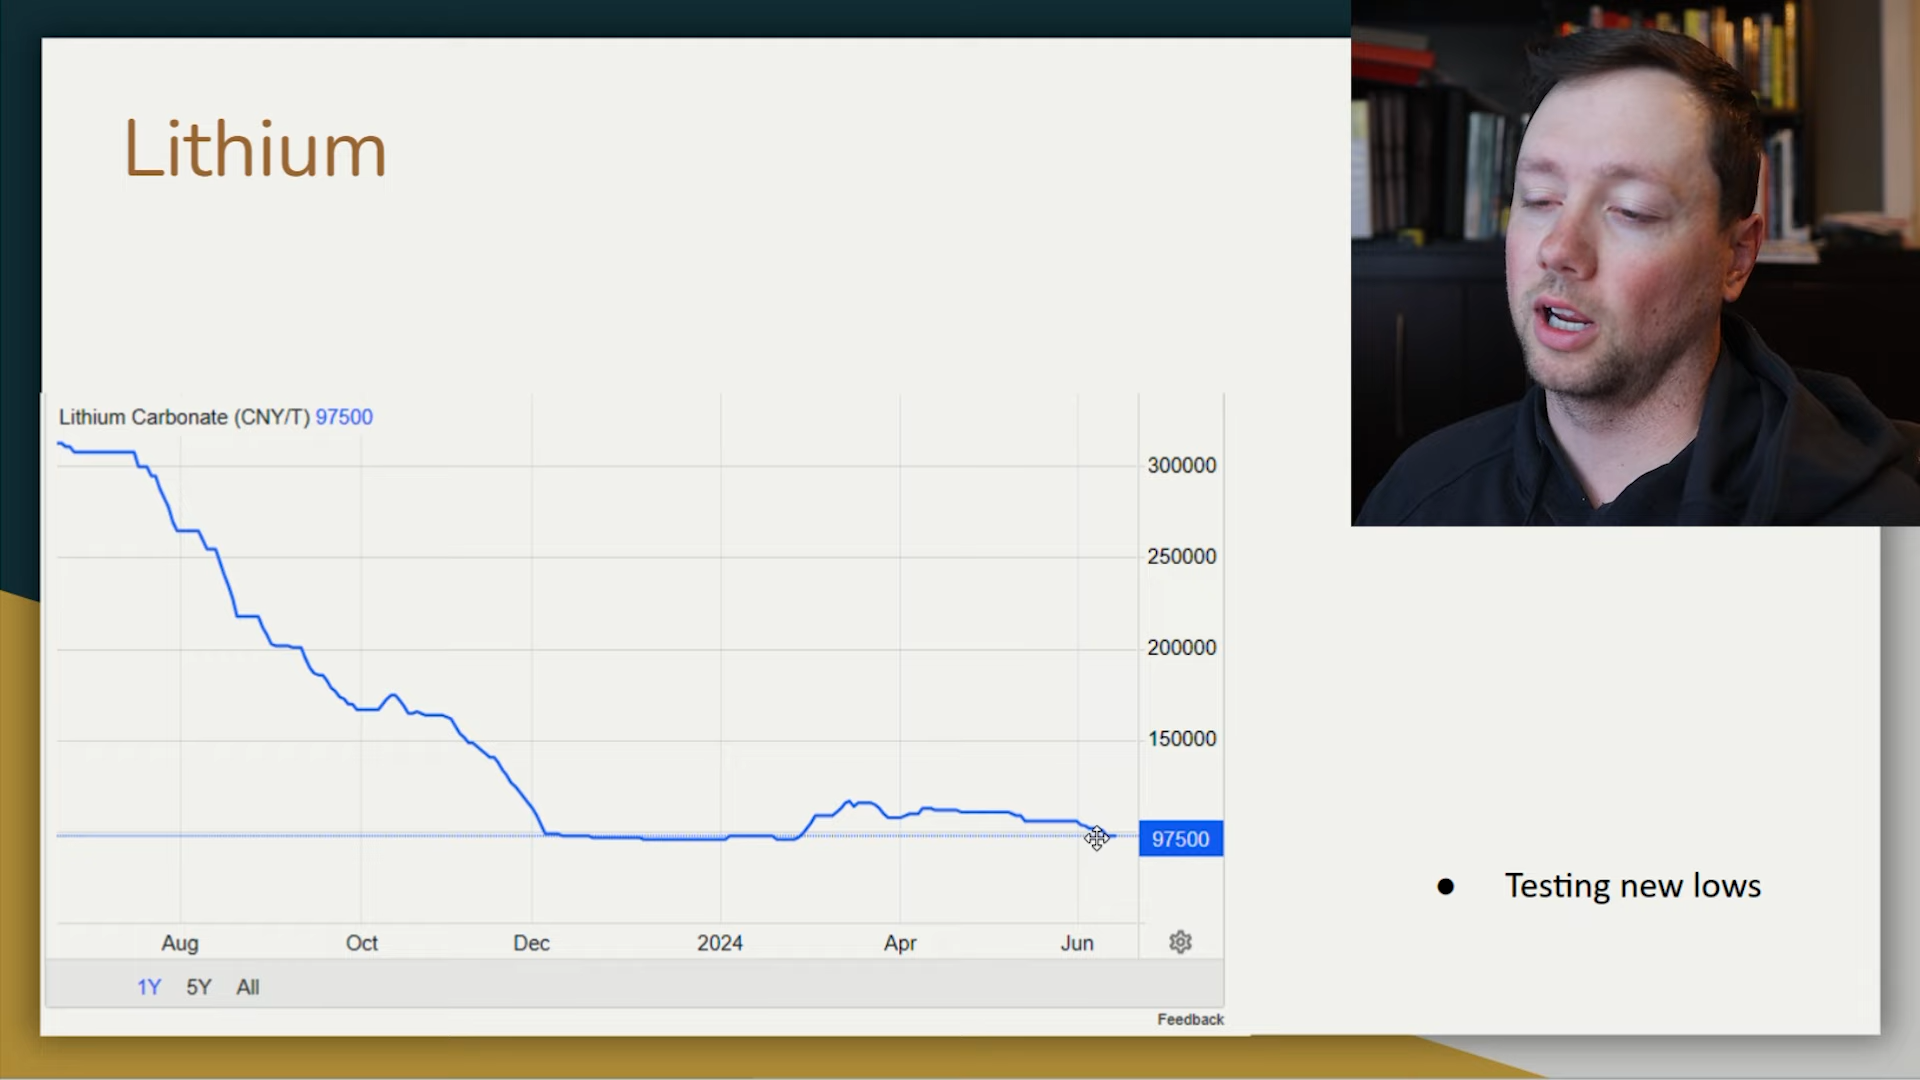 Lithium
Lithium Carbonate (CNY/T) 97500
300000
250000
200000
150000
97500
Aug Oct Dec 2024 Apr Jun
1Y 5Y All
Feedback
● Testing new lows